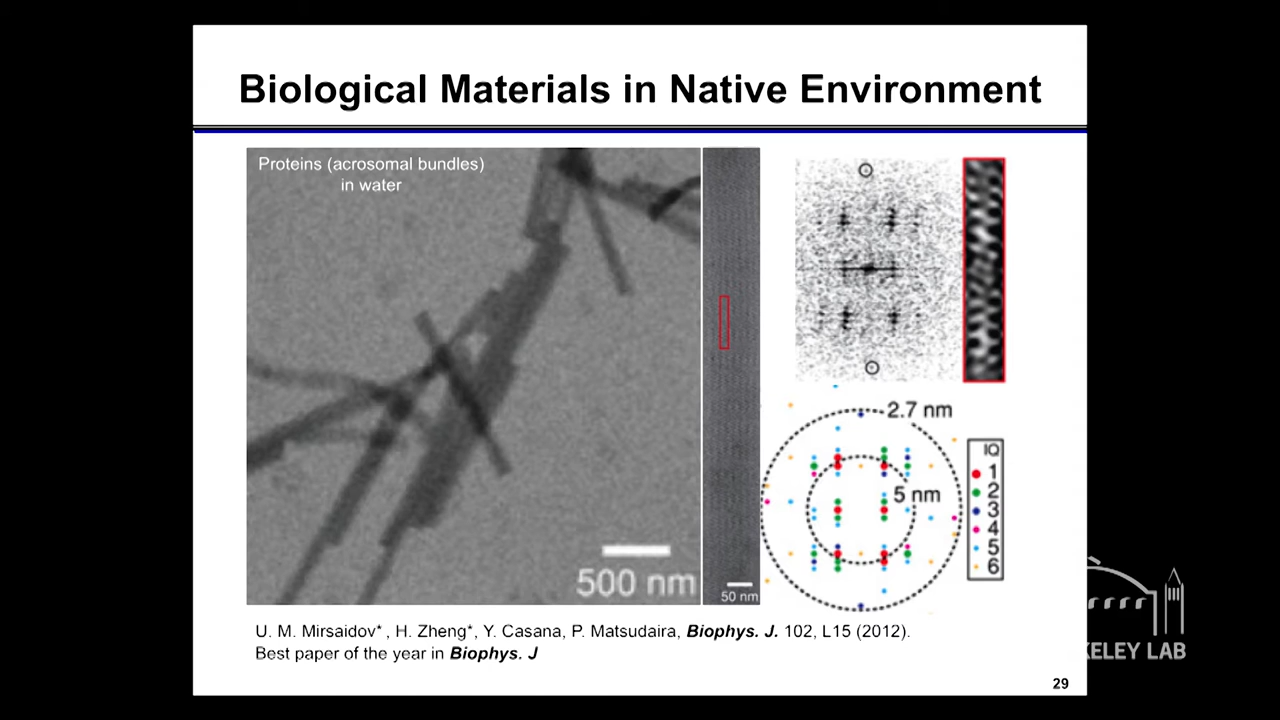 Biological Materials in Native Environment
Proteins (acrosomal bundles)
in water
500 nm
50 nm
2.7 nm
5 nm
IQ
1
2
3
4
5
6
U. M. Mirsaidov*, H. Zheng*, Y. Casana, P. Matsudaira, Biophys. J. 102, L15 (2012).
Best paper of the year in Biophys. J
KELEY LAB
29